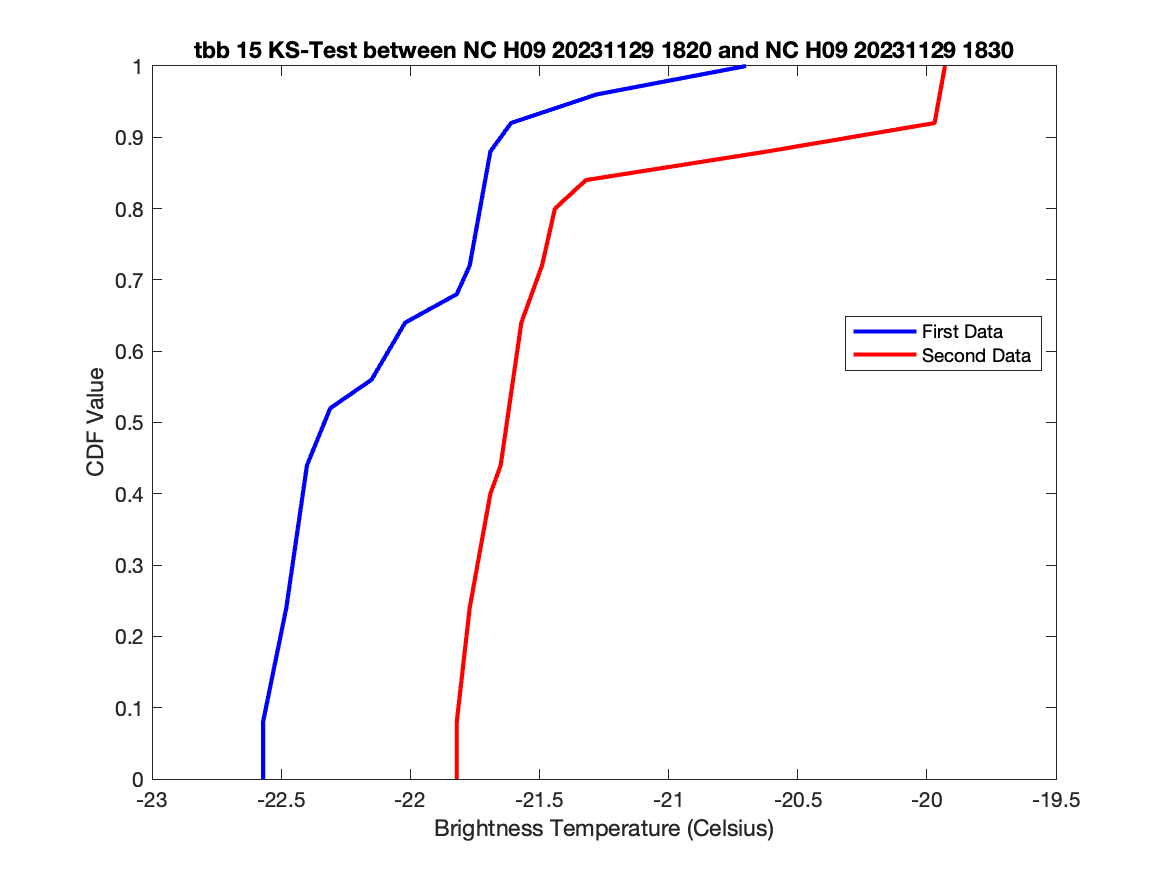 tbb 15 KS-Test between NC H09 20231129 1820 and NC H09 20231129 1830
1
0.9
0.8
0.7
0.6
0.5
0.4
0.3
0.2
0.1
0
CDF Value
First Data
Second Data
-23 -22.5 -22 -21.5 -21 -20.5 -20 -19.5
Brightness Temperature (Celsius)